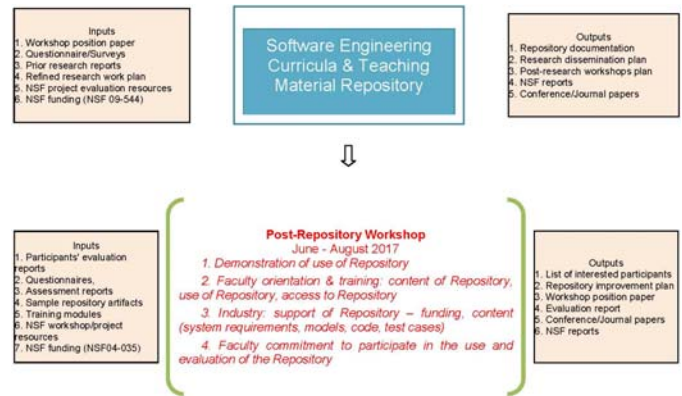 Inputs
1. Workshop position paper
2. Questionnaire/Surveys
3. Prior research reports
4. Refined research work plan
5. NSF project evaluation resources
6. NSF funding (NSF 09-544)
Software Engineering
Curricula & Teaching
Material Repository
Outputs
1. Repository documentation
2. Research dissemination plan
3. Post-research workshops plan
4. NSF reports
5. Conference/Journal papers
Inputs
1. Participants' evaluation
reports
2. Questionnaires,
3. Assessment reports
4. Sample repository artifacts
5. Training modules
6. NSF workshop/project
resources
7. NSF funding (NSF04-035)
Post-Repository Workshop
June - August 2017
1. Demonstration of use of Repository
2. Faculty orientation & training: content of Repository,
use of Repository, access to Repository
3. Industry: support of Repository – funding, content
(system requirements, models, code, test cases)
4. Faculty commitment to participate in the use and
evaluation of the Repository
Outputs
1. List of interested participants
2. Repository improvement plan
3. Workshop position paper
4. Evaluation report
5. Conference/Journal papers
6. NSF reports